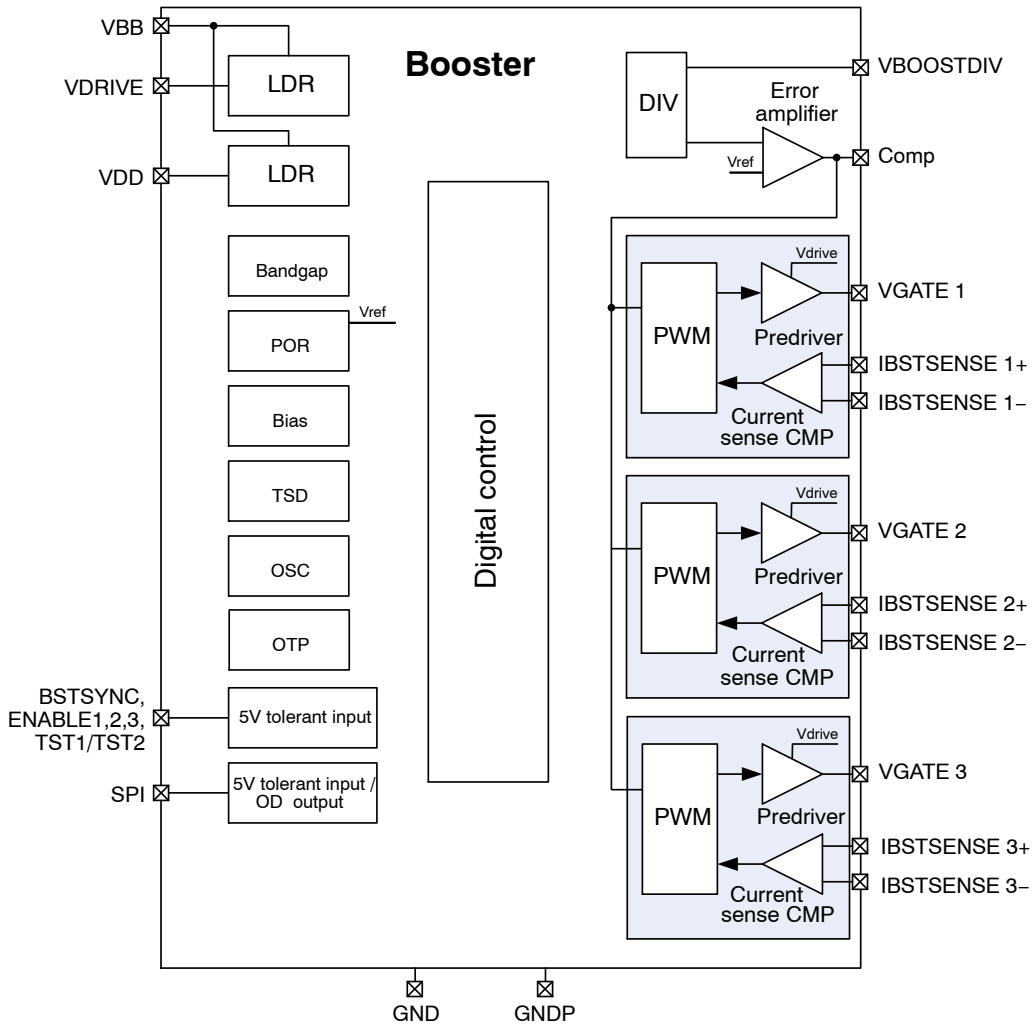 Booster
VBB
VDRIVE
VDD
LDR
LDR
Bandgap
Vref
POR
Bias
TSD
OSC
OTP
BSTSYNC,
ENABLE1,2,3,
TST1/TST2
5V tolerant input
SPI
5V tolerant input /
OD output
Digital control
DIV
VBOOSTDIV
Error
amplifier
Vref
Comp
Vdrive
VGATE 1
PWM
Predriver
IBSTSENSE 1+
IBSTSENSE 1−
Current
sense CMP
Vdrive
VGATE 2
PWM
Predriver
IBSTSENSE 2+
IBSTSENSE 2−
Current
sense CMP
Vdrive
VGATE 3
PWM
Predriver
IBSTSENSE 3+
IBSTSENSE 3−
Current
sense CMP
GND
GNDP